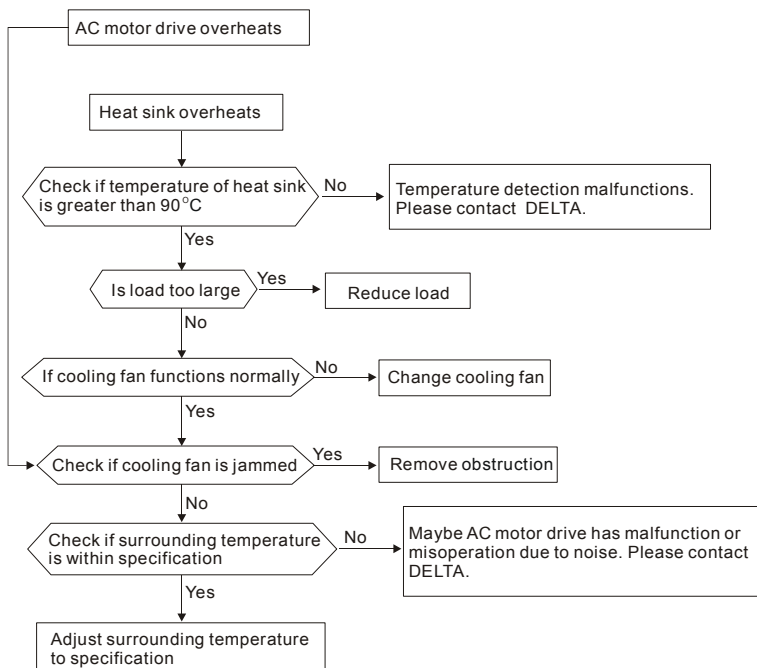 AC motor drive overheats
Heat sink overheats
Check if temperature of heat sink
is greater than 90°C
No
Temperature detection malfunctions.
Please contact DELTA.
Yes
Is load too large
Yes
Reduce load
No
If cooling fan functions normally
No
Change cooling fan
Yes
Check if cooling fan is jammed
Yes
Remove obstruction
No
Check if surrounding temperature
is within specification
No
Maybe AC motor drive has malfunction or
misoperation due to noise. Please contact
DELTA.
Yes
Adjust surrounding temperature
to specification